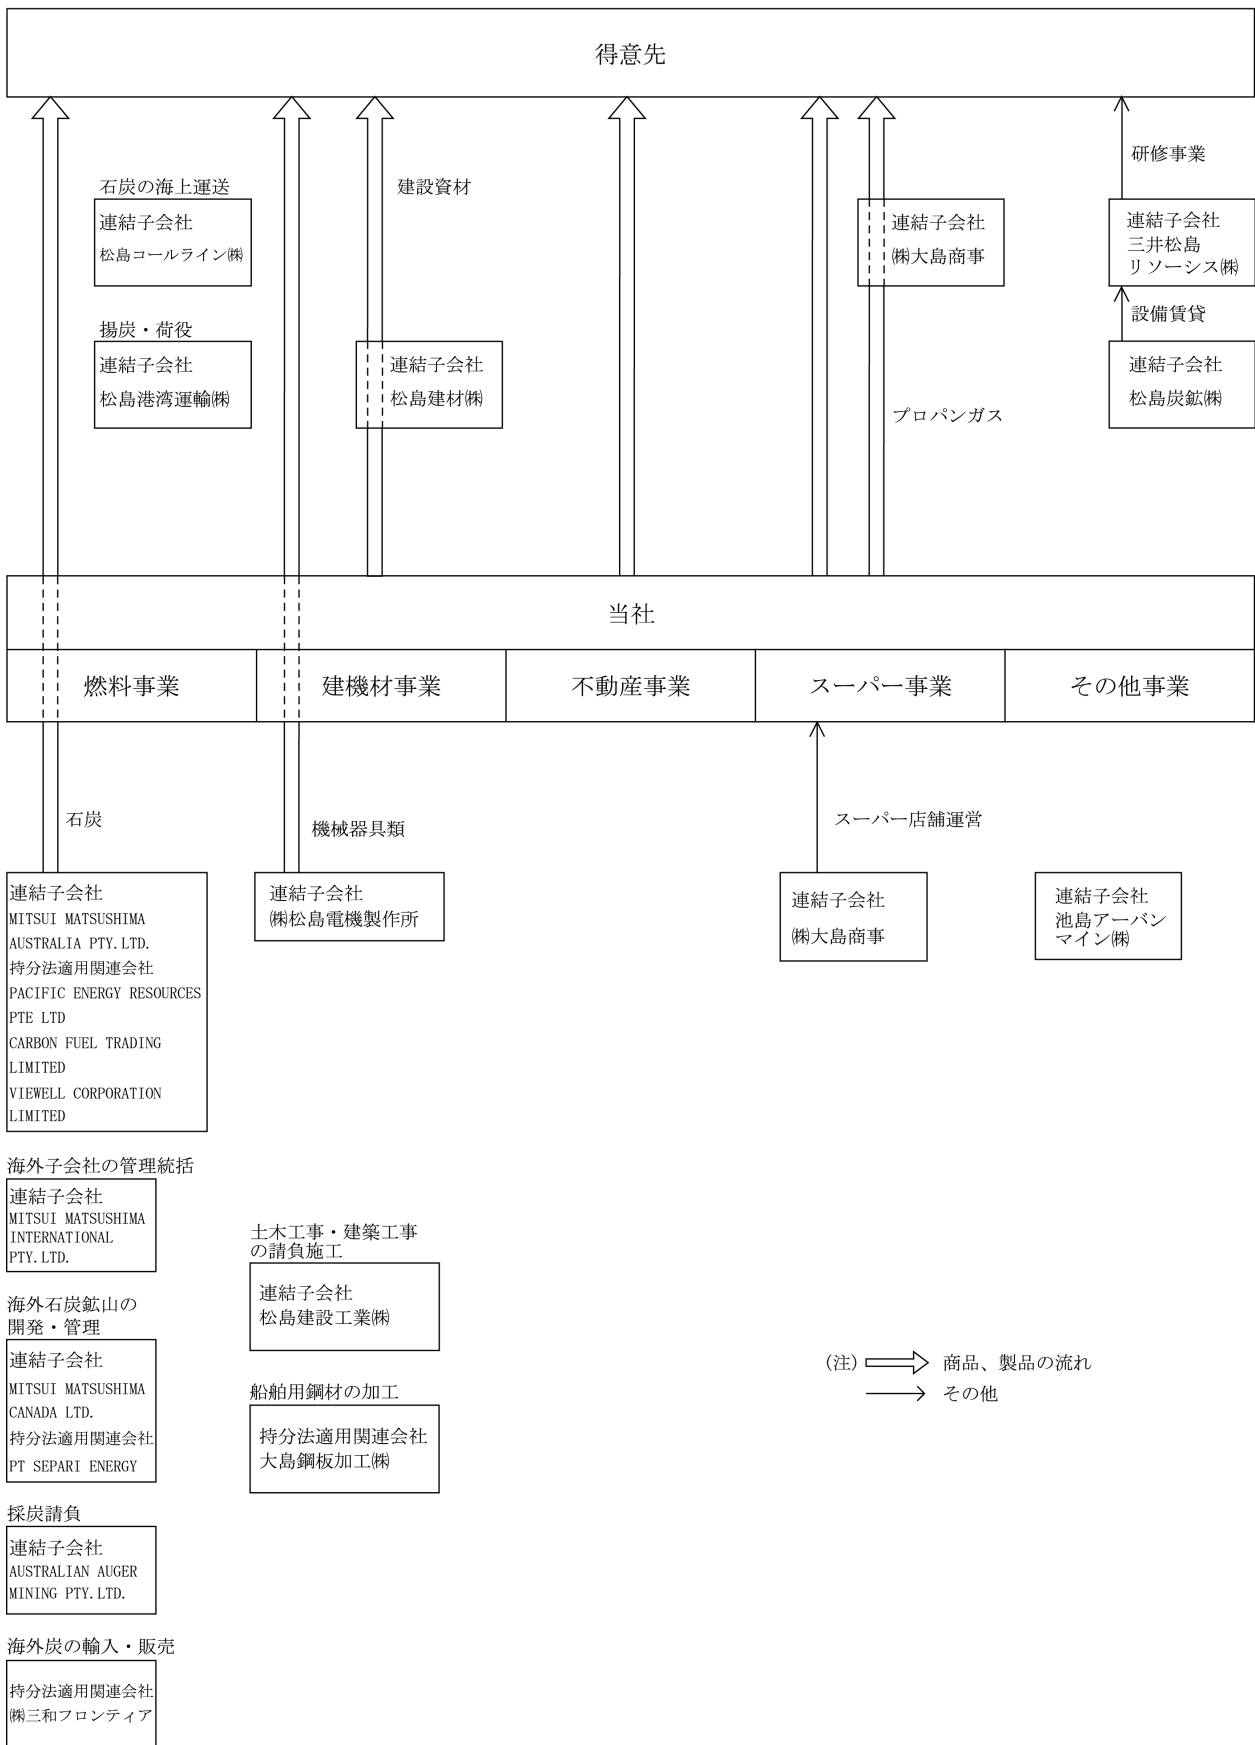 得意先
研修事業
石炭の海上運送
連結子会社
松島コールライン㈱
建設資材
連結子会社
㈱大島商事
連結子会社
三井松島
リソーシス㈱
設備賃貸
揚炭・荷役
連結子会社
松島港湾運輸㈱
連結子会社
松島建材㈱
プロパンガス
連結子会社
松島炭鉱㈱
当社
燃料事業
建機材事業
不動産事業
スーパー事業
その他事業
石炭
機械器具類
スーパー店舗運営
連結子会社
MITSUI MATSUSHIMA
AUSTRALIA PTY.LTD.
持分法適用関連会社
PACIFIC ENERGY RESOURCES
PTE LTD
CARBON FUEL TRADING
LIMITED
VIEWELL CORPORATION
LIMITED
連結子会社
㈱松島電機製作所
連結子会社
㈱大島商事
連結子会社
池島アーバン
マイン㈱
海外子会社の管理統括
連結子会社
MITSUI MATSUSHIMA
INTERNATIONAL
PTY.LTD.
土木工事・建築工事
の請負施工
連結子会社
松島建設工業㈱
海外石炭鉱山の
開発・管理
連結子会社
MITSUI MATSUSHIMA
CANADA LTD.
持分法適用関連会社
PT SEPARI ENERGY
船舶用鋼材の加工
持分法適用関連会社
大島鋼板加工㈱
(注) 商品、製品の流れ
その他
採炭請負
連結子会社
AUSTRALIAN AUGER
MINING PTY.LTD.
海外炭の輸入・販売
持分法適用関連会社
㈱三和フロンティア